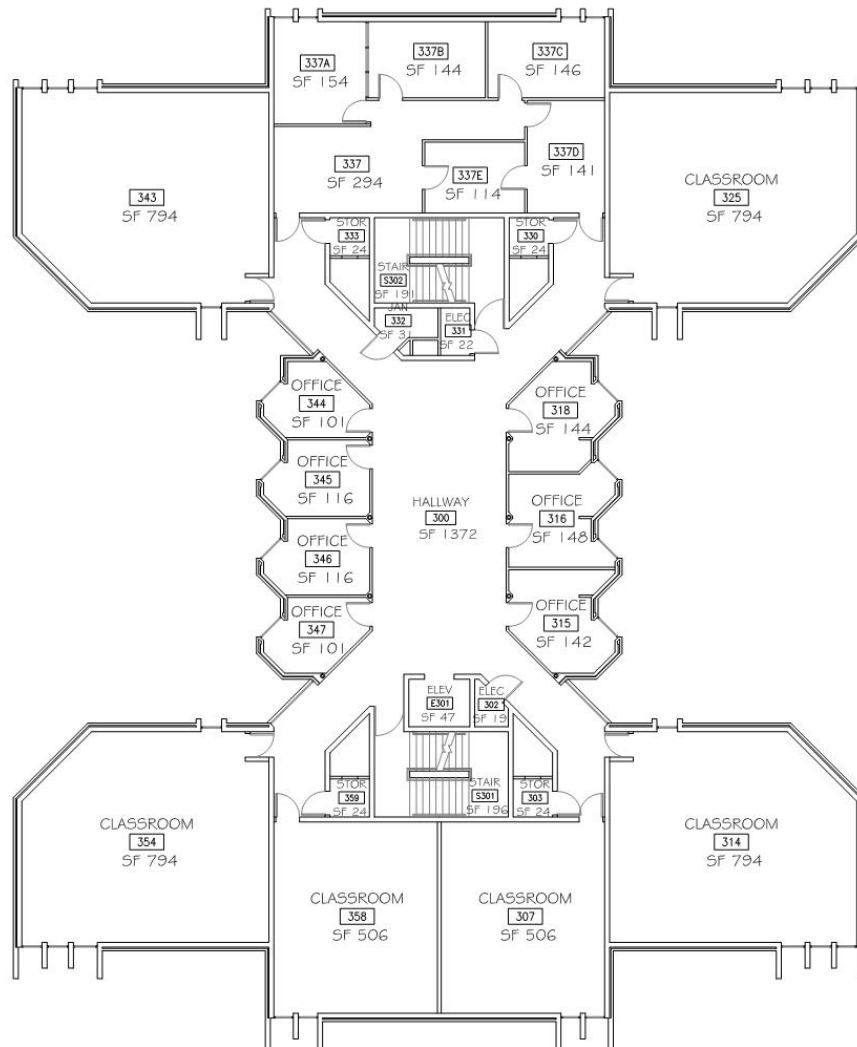 337A
SF 154
337B
SF 144
337C
SF 146
337
SF 294
337E
SF 114
337D
SF 141
343
SF 794
CLASSROOM
325
SF 794
STOR
333
SF 24
STAIR
S302
SF 191
STOR
330
SF 24
JAN
332
SF 31
ELEC
331
SF 22
OFFICE
344
SF 101
OFFICE
318
SF 144
OFFICE
345
SF 116
HALLWAY
300
SF 1372
OFFICE
316
SF 148
OFFICE
346
SF 116
OFFICE
347
SF 101
OFFICE
315
SF 142
ELEV
E301
SF 47
ELEC
302
SF 19
STOR
359
SF 24
STAIR
S301
SF 196
STOR
303
SF 24
CLASSROOM
354
SF 794
CLASSROOM
314
SF 794
CLASSROOM
358
SF 506
CLASSROOM
307
SF 506